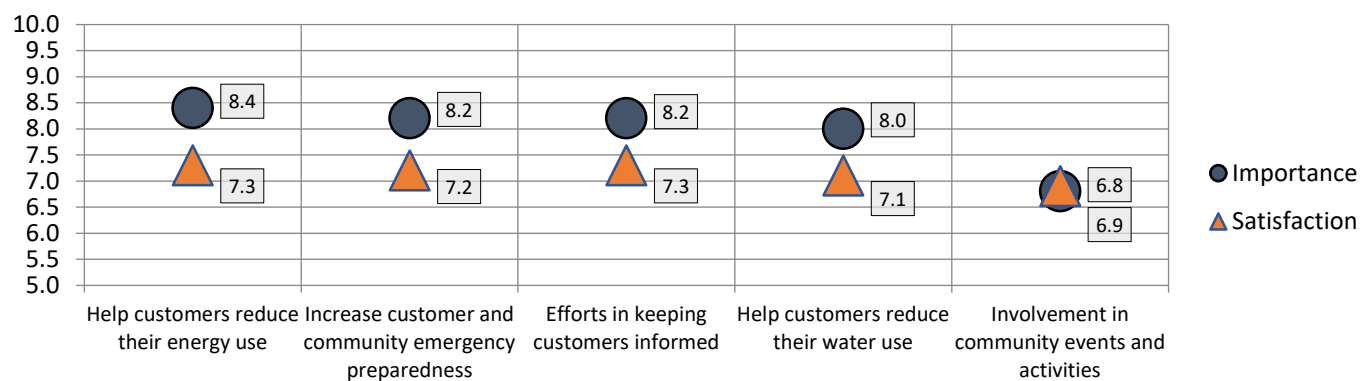 10.0
9.5
9.0
8.5
8.0
7.5
7.0
6.5
6.0
5.5
5.0
8.4
8.2
8.2
8.0
6.8
7.3
7.2
7.3
7.1
6.9
Importance
Satisfaction
Help customers reduce
their energy use
Increase customer and
community emergency
preparedness
Efforts in keeping
customers informed
Help customers reduce
their water use
Involvement in
community events and
activities